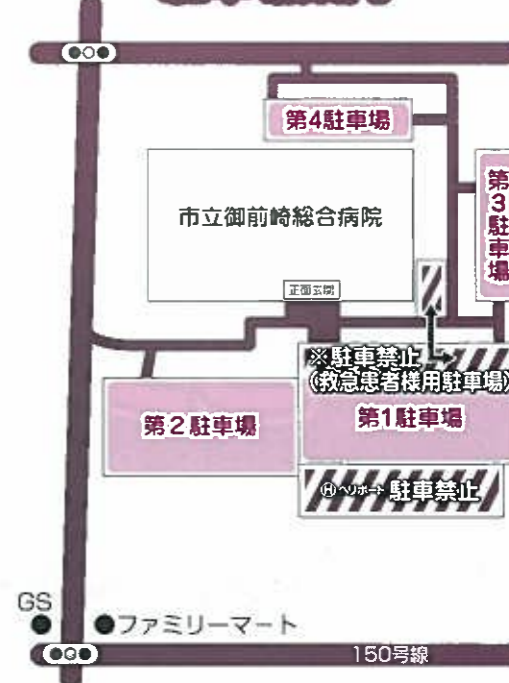 第4駐車場
市立御前崎総合病院
第3駐車場
正面玄関
※駐車禁止
(救急患者様用駐車場)
第2駐車場
第1駐車場
Ⓗヘリポート 駐車禁止
GS
●ファミリーマート
150号線